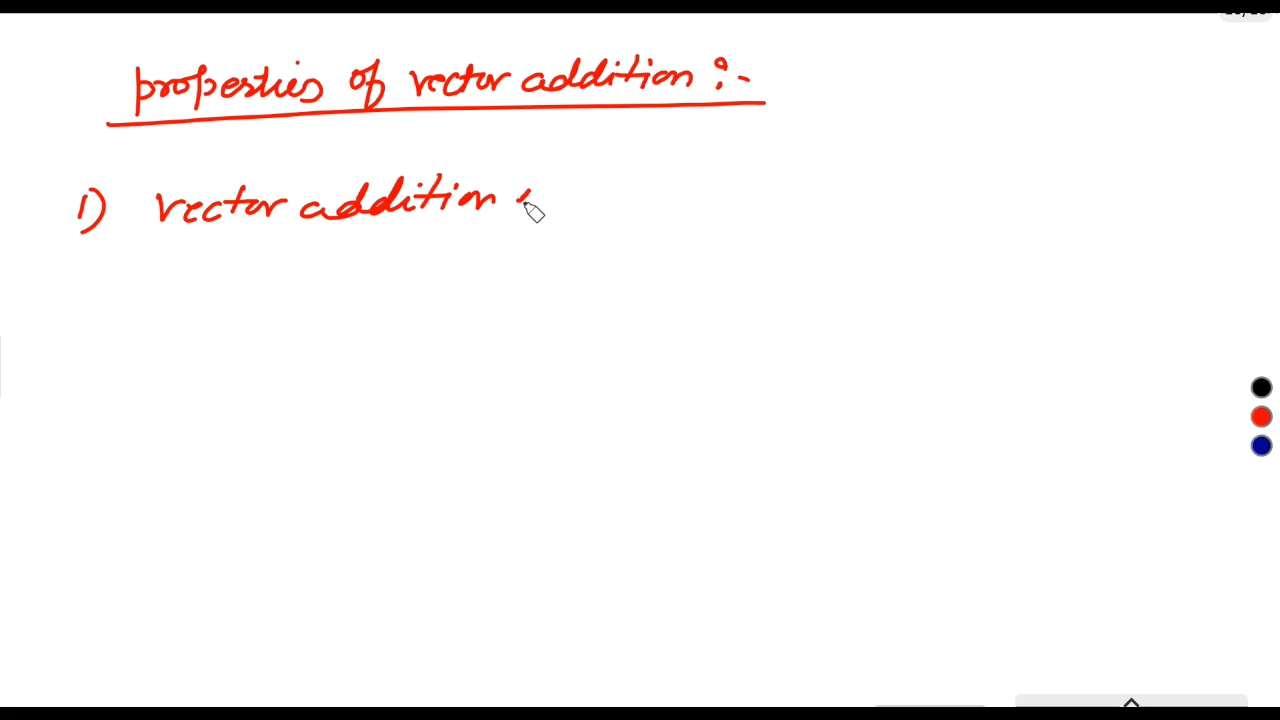 properties of vector addition :-
1) vector addition